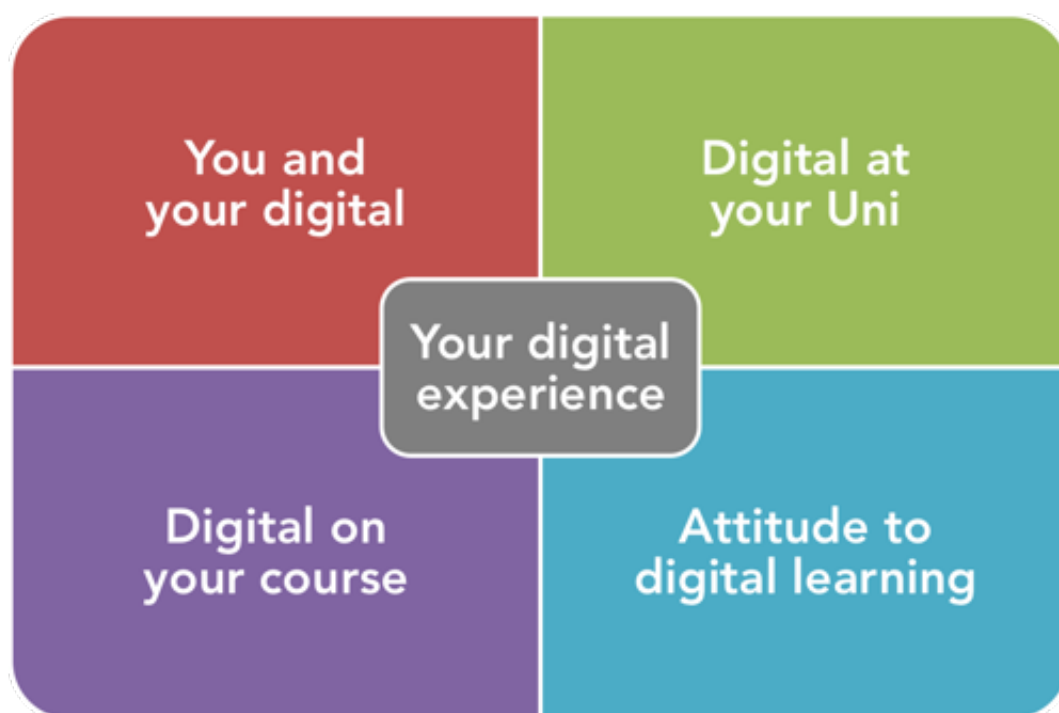 You and
your digital
Digital at
your Uni
Your digital
experience
Digital on
your course
Attitude to
digital learning